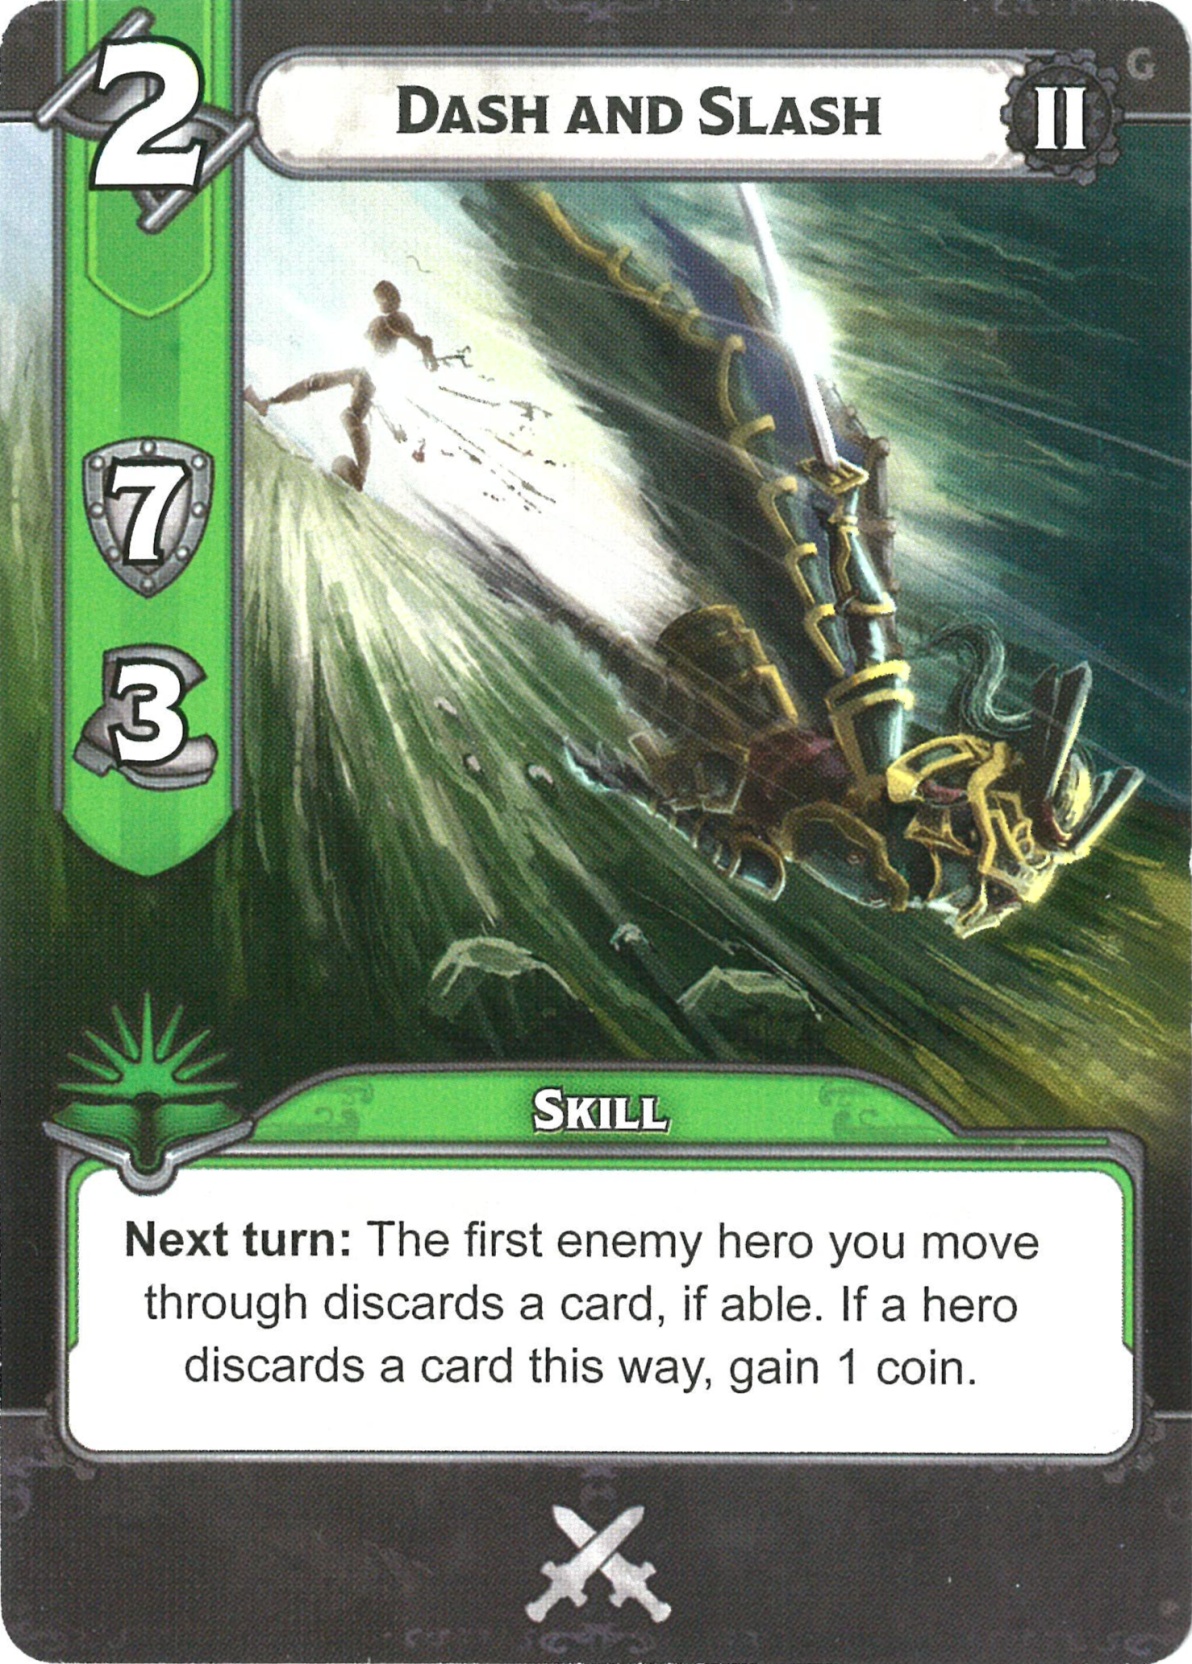 2
DASH AND SLASH
II
G
7
3
SKILL
Next turn: The first enemy hero you move
through discards a card, if able. If a hero
discards a card this way, gain 1 coin.